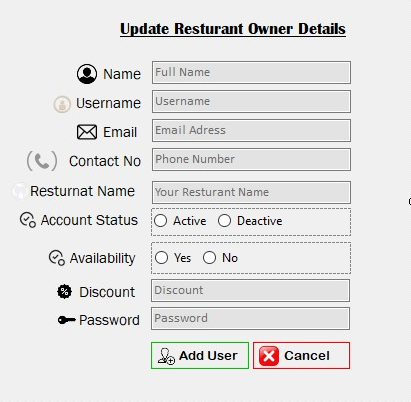 Update Resturant Owner Details
Name Full Name
Username Username
Email Email Adress
Contact No Phone Number
Resturnat Name Your Resturant Name
Account Status Active Deactive
Availability Yes No
Discount Discount
Password Password
Add User Cancel